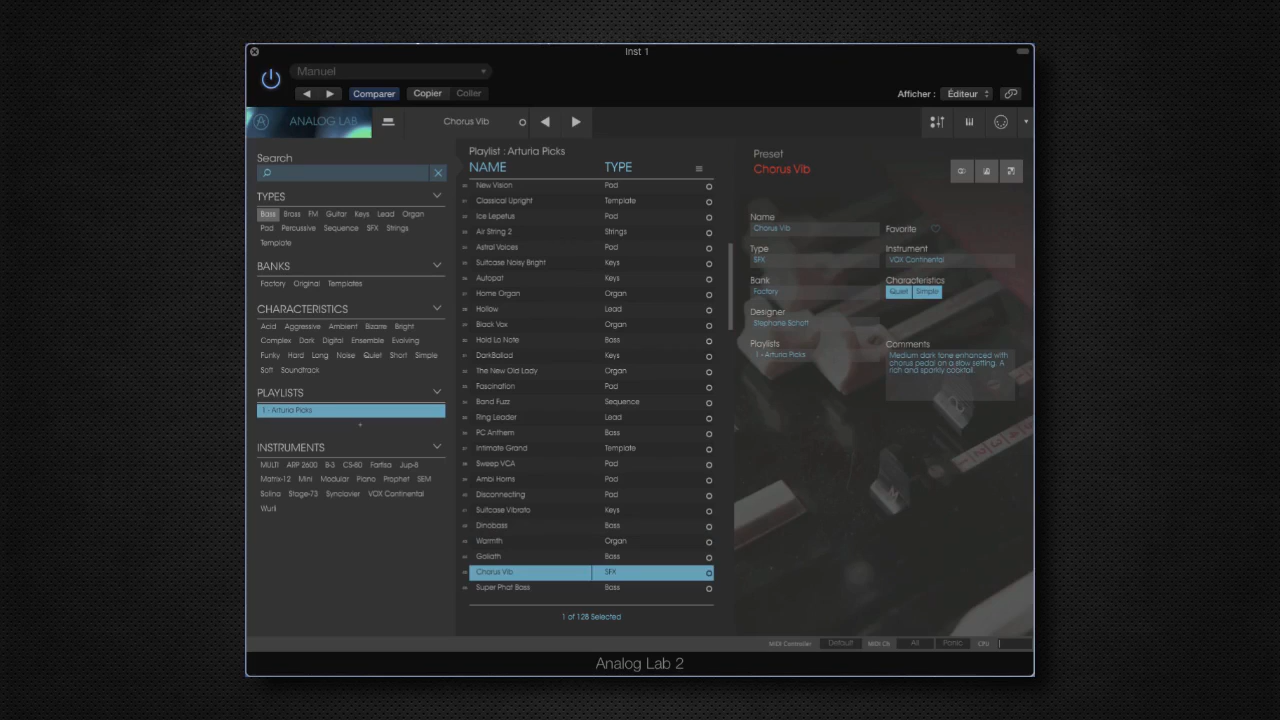 Inst 1
Manuel
Comparer Copier Coller
Afficher : Éditeur
ANALOG LAB Chorus Vib
Search
TYPES
Bass Brass FM Guitar Keys Lead Organ
Pad Percussive Sequence SFX Strings
Template
BANKS
Factory Original Templates
CHARACTERISTICS
Acid Aggressive Ambient Bizarre Bright
Complex Dark Digital Ensemble Evolving
Funky Hard Long Noise Quiet Short Simple
Soft Soundtrack
PLAYLISTS
1 - Arturia Picks
+
INSTRUMENTS
MULTI ARP 2600 B-3 CS-80 Farfisa Jup-8
Matrix-12 Mini Modular Piano Prophet SEM
Solina Stage-73 Synclavier VOX Continental
Wurli
Playlist : Arturia Picks
NAME TYPE
New Vision Pad
Classical Upright Template
Ice Lepetus Pad
Air String 2 Strings
Astral Voices Pad
Suitcase Noisy Bright Keys
Autopat Keys
Home Organ Organ
Hollow Lead
Black Vox Organ
Hold La Note Bass
DarkBallad Keys
The New Old Lady Organ
Fascination Pad
Band Fuzz Sequence
Ring Leader Lead
PC Anthem Bass
Intimate Grand Template
Sweep VCA Pad
Ambi Horns Pad
Disconnecting Pad
Suitcase Vibrato Keys
Dinobass Bass
Warmth Organ
Goliath Bass
Chorus Vib SFX
Super Phat Bass Bass
1 of 128 Selected
Preset
Chorus Vib
Name
Chorus Vib
Favorite
Type
SFX
Instrument
VOX Continental
Bank
Factory
Characteristics
Quiet Simple
Designer
Stephane Schott
Playlists
1 - Arturia Picks
Comments
Medium dark tone enhanced with
chorus pedal on a slow setting. A
rich and sparkly cocktail.
MIDI Controller Default MIDI Ch All Panic CPU
Analog Lab 2